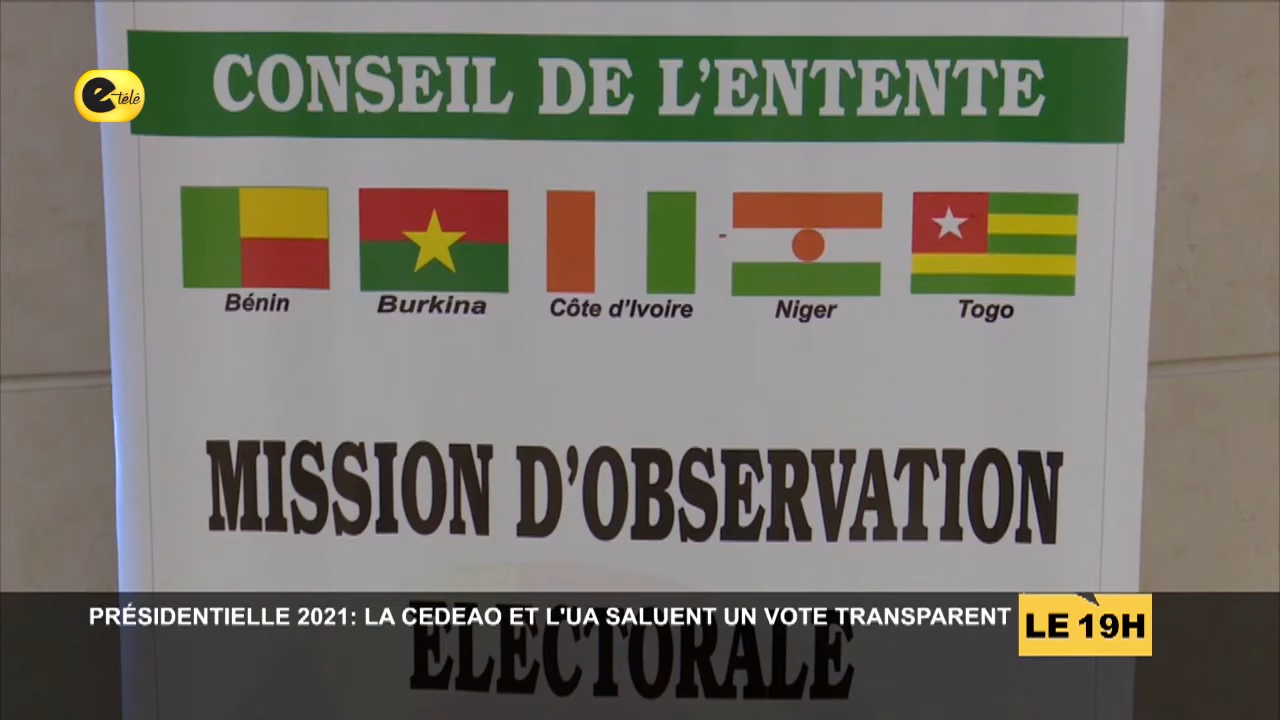 CONSEIL DE L'ENTENTE
e-télé
Bénin
Burkina
Côte d'Ivoire
Niger
Togo
MISSION D'OBSERVATION
PRÉSIDENTIELLE 2021: LA CEDEAO ET L'UA SALUENT UN VOTE TRANSPARENT
LE 19H
ELECTORALE